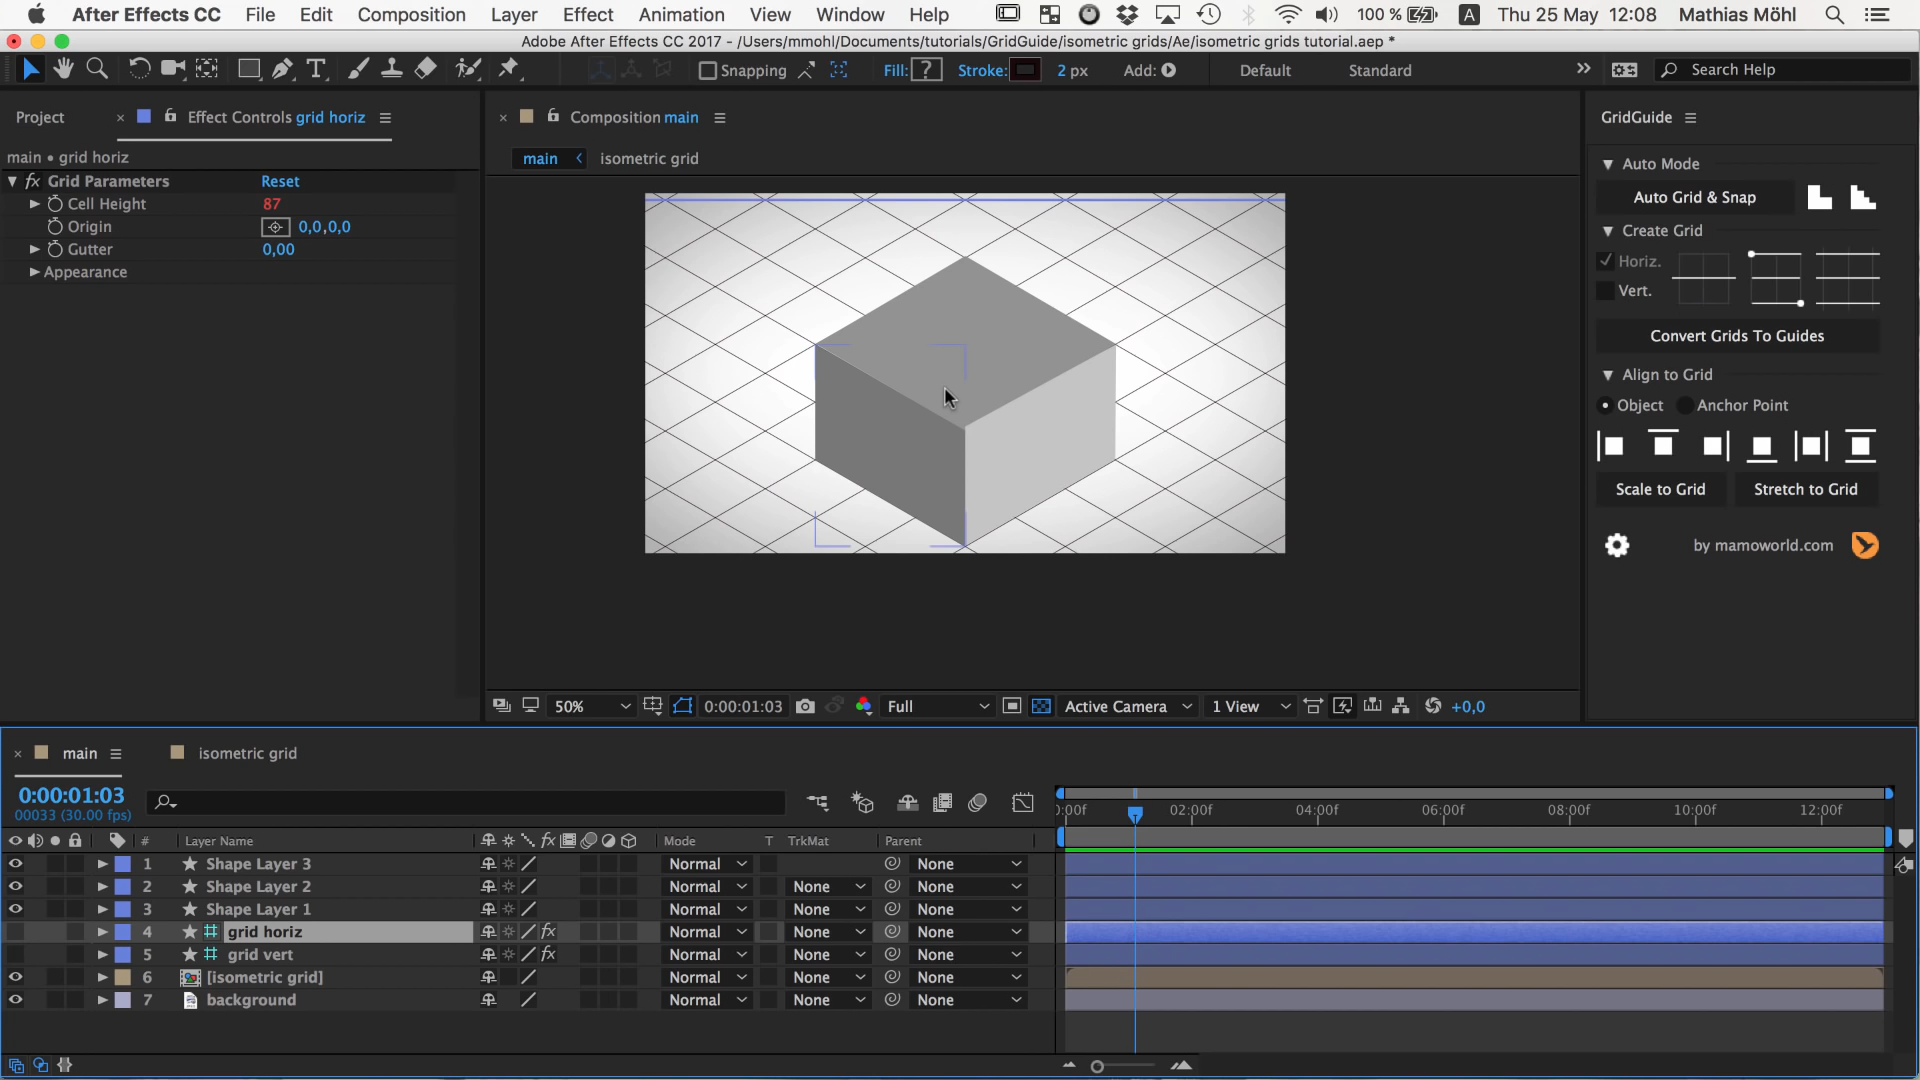 After Effects CC File Edit Composition Layer Effect Animation View Window Help 100 % A Thu 25 May 12:08 Mathias Möhl
Adobe After Effects CC 2017 - /Users/mmohl/Documents/tutorials/GridGuide/isometric grids/Ae/isometric grids tutorial.aep *
Snapping Fill: ? Stroke: 2 px Add: Default Standard Search Help
Project Effect Controls grid horiz Composition main GridGuide
main • grid horiz
main isometric grid
fx Grid Parameters Reset
Cell Height 87
Origin 0,0,0,0
Gutter 0,00
Appearance
Auto Mode
Auto Grid & Snap
Create Grid
Horiz.
Vert.
Convert Grids To Guides
Align to Grid
Object Anchor Point
Scale to Grid Stretch to Grid
by mamoworld.com
50% 0:00:01:03 Full Active Camera 1 View +0,0
main isometric grid
0:00:01:03
00033 (30.00 fps)
:00f 02:00f 04:00f 06:00f 08:00f 10:00f 12:00f
# Layer Name fx Mode T TrkMat Parent
1 Shape Layer 3 Normal None
2 Shape Layer 2 Normal None None
3 Shape Layer 1 Normal None None
4 grid horiz fx Normal None None
5 grid vert fx Normal None None
6 [isometric grid] Normal None None
7 background Normal None None